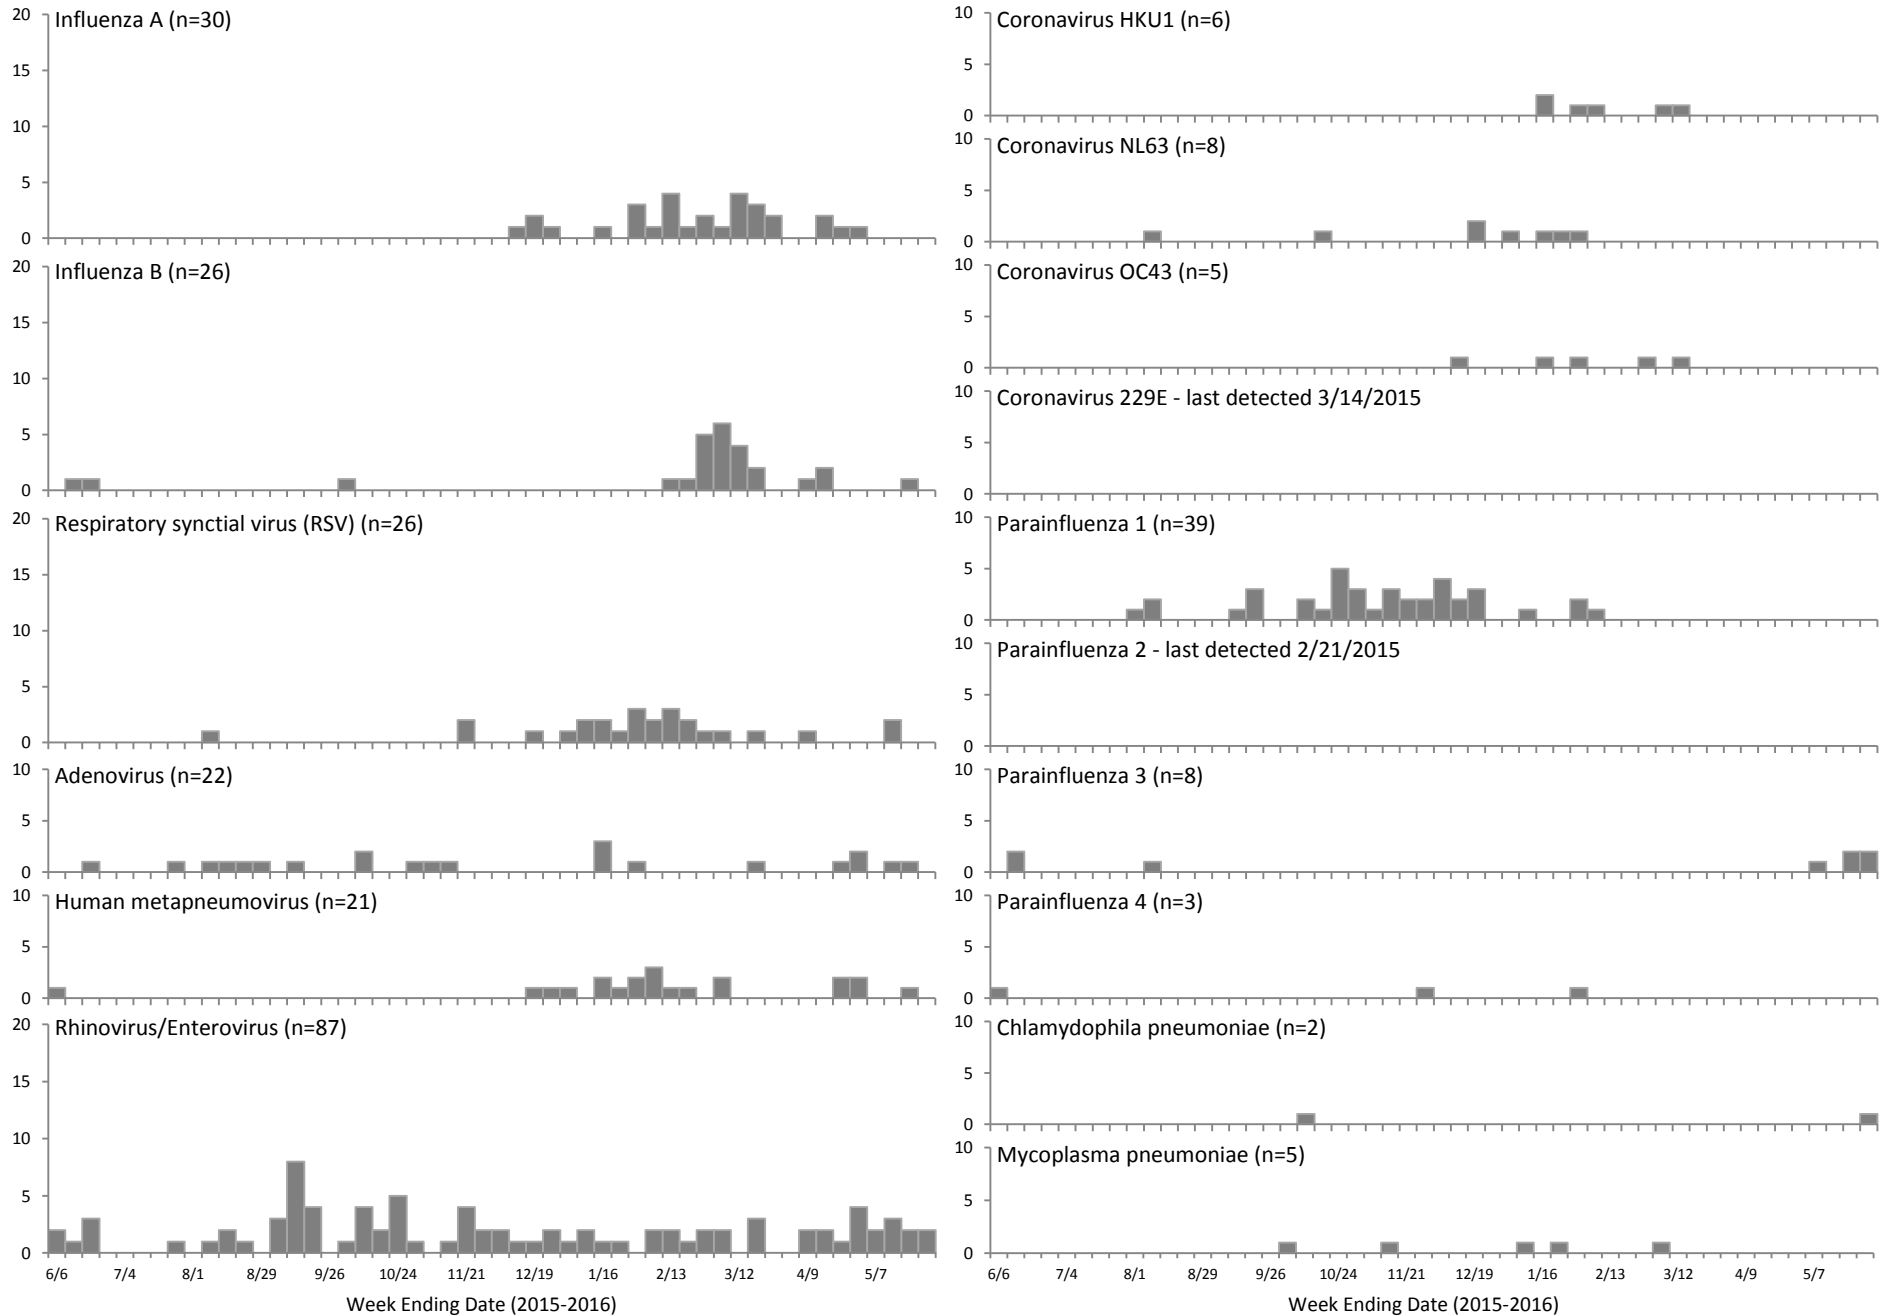 Influenza A (n=30)
20
15
10
5
0
Influenza B (n=26)
20
15
10
5
0
Respiratory synctial virus (RSV) (n=26)
20
15
10
5
0
Adenovirus (n=22)
10
5
0
Human metapneumovirus (n=21)
10
5
0
Rhinovirus/Enterovirus (n=87)
20
15
10
5
0
6/6 7/4 8/1 8/29 9/26 10/24 11/21 12/19 1/16 2/13 3/12 4/9 5/7
Week Ending Date (2015-2016)
Coronavirus HKU1 (n=6)
10
5
0
Coronavirus NL63 (n=8)
10
5
0
Coronavirus OC43 (n=5)
10
5
0
Coronavirus 229E - last detected 3/14/2015
10
5
0
Parainfluenza 1 (n=39)
10
5
0
Parainfluenza 2 - last detected 2/21/2015
10
5
0
Parainfluenza 3 (n=8)
10
5
0
Parainfluenza 4 (n=3)
10
5
0
Chlamydophila pneumoniae (n=2)
10
5
0
Mycoplasma pneumoniae (n=5)
10
5
0
6/6 7/4 8/1 8/29 9/26 10/24 11/21 12/19 1/16 2/13 3/12 4/9 5/7
Week Ending Date (2015-2016)